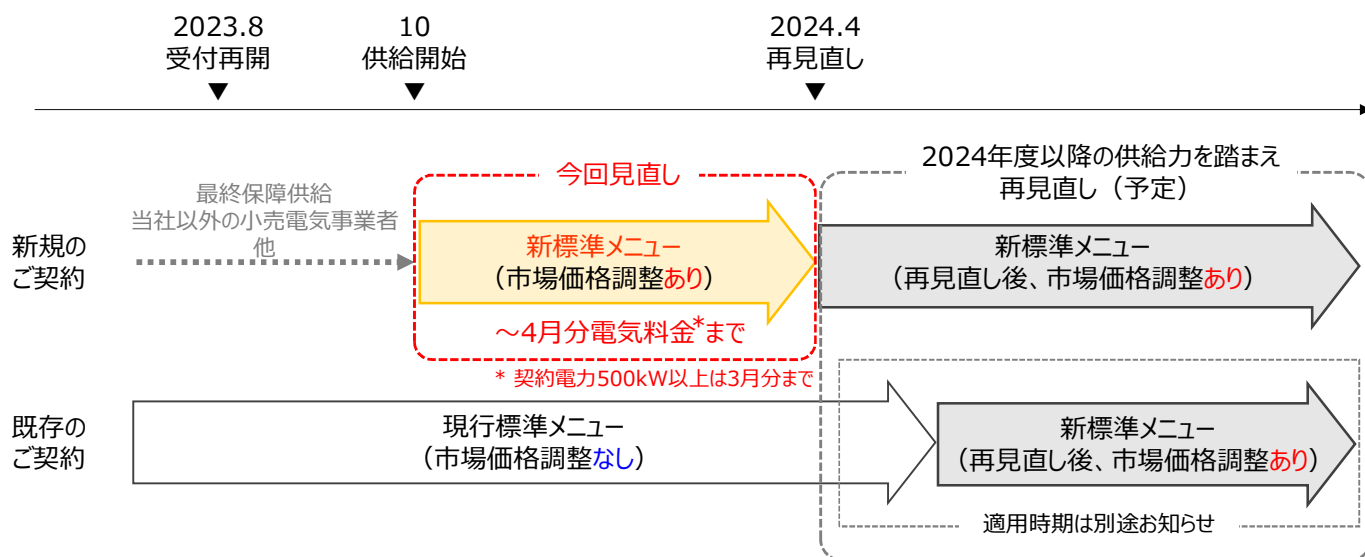 2023.8
受付再開
10
供給開始
2024.4
再見直し
新規の
ご契約
最終保障供給
当社以外の小売電気事業者
他
今回見直し
新標準メニュー
（市場価格調整あり）
～4月分電気料金*まで
* 契約電力500kW以上は3月分まで
2024年度以降の供給力を踏まえ
再見直し（予定）
新標準メニュー
（再見直し後、市場価格調整あり）
既存の
ご契約
現行標準メニュー
（市場価格調整なし）
新標準メニュー
（再見直し後、市場価格調整あり）
適用時期は別途お知らせ